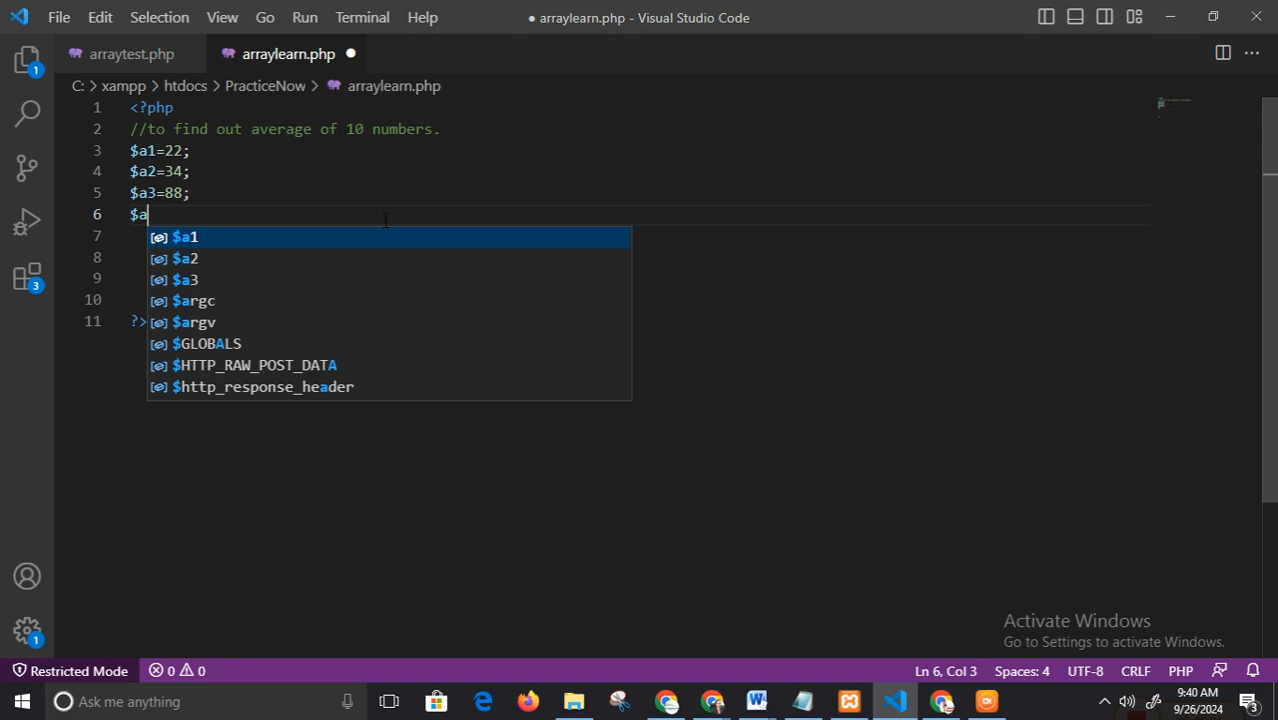 File Edit Selection View Go Run Terminal Help
● arraylearn.php - Visual Studio Code
arraytest.php
arraylearn.php ●
C: > xampp > htdocs > PracticeNow > arraylearn.php
1 <?php
2 //to find out average of 10 numbers.
3 $a1=22;
4 $a2=34;
5 $a3=88;
6 $a
7 $a1
8 $a2
9 $a3
10 $argc
11 ?> $argv
$GLOBALS
$HTTP_RAW_POST_DATA
$http_response_header
1
3
1
Activate Windows
Go to Settings to activate Windows.
Restricted Mode 0 0 Ln 6, Col 3 Spaces: 4 UTF-8 CRLF PHP
Ask me anything
9:40 AM
9/26/2024
3